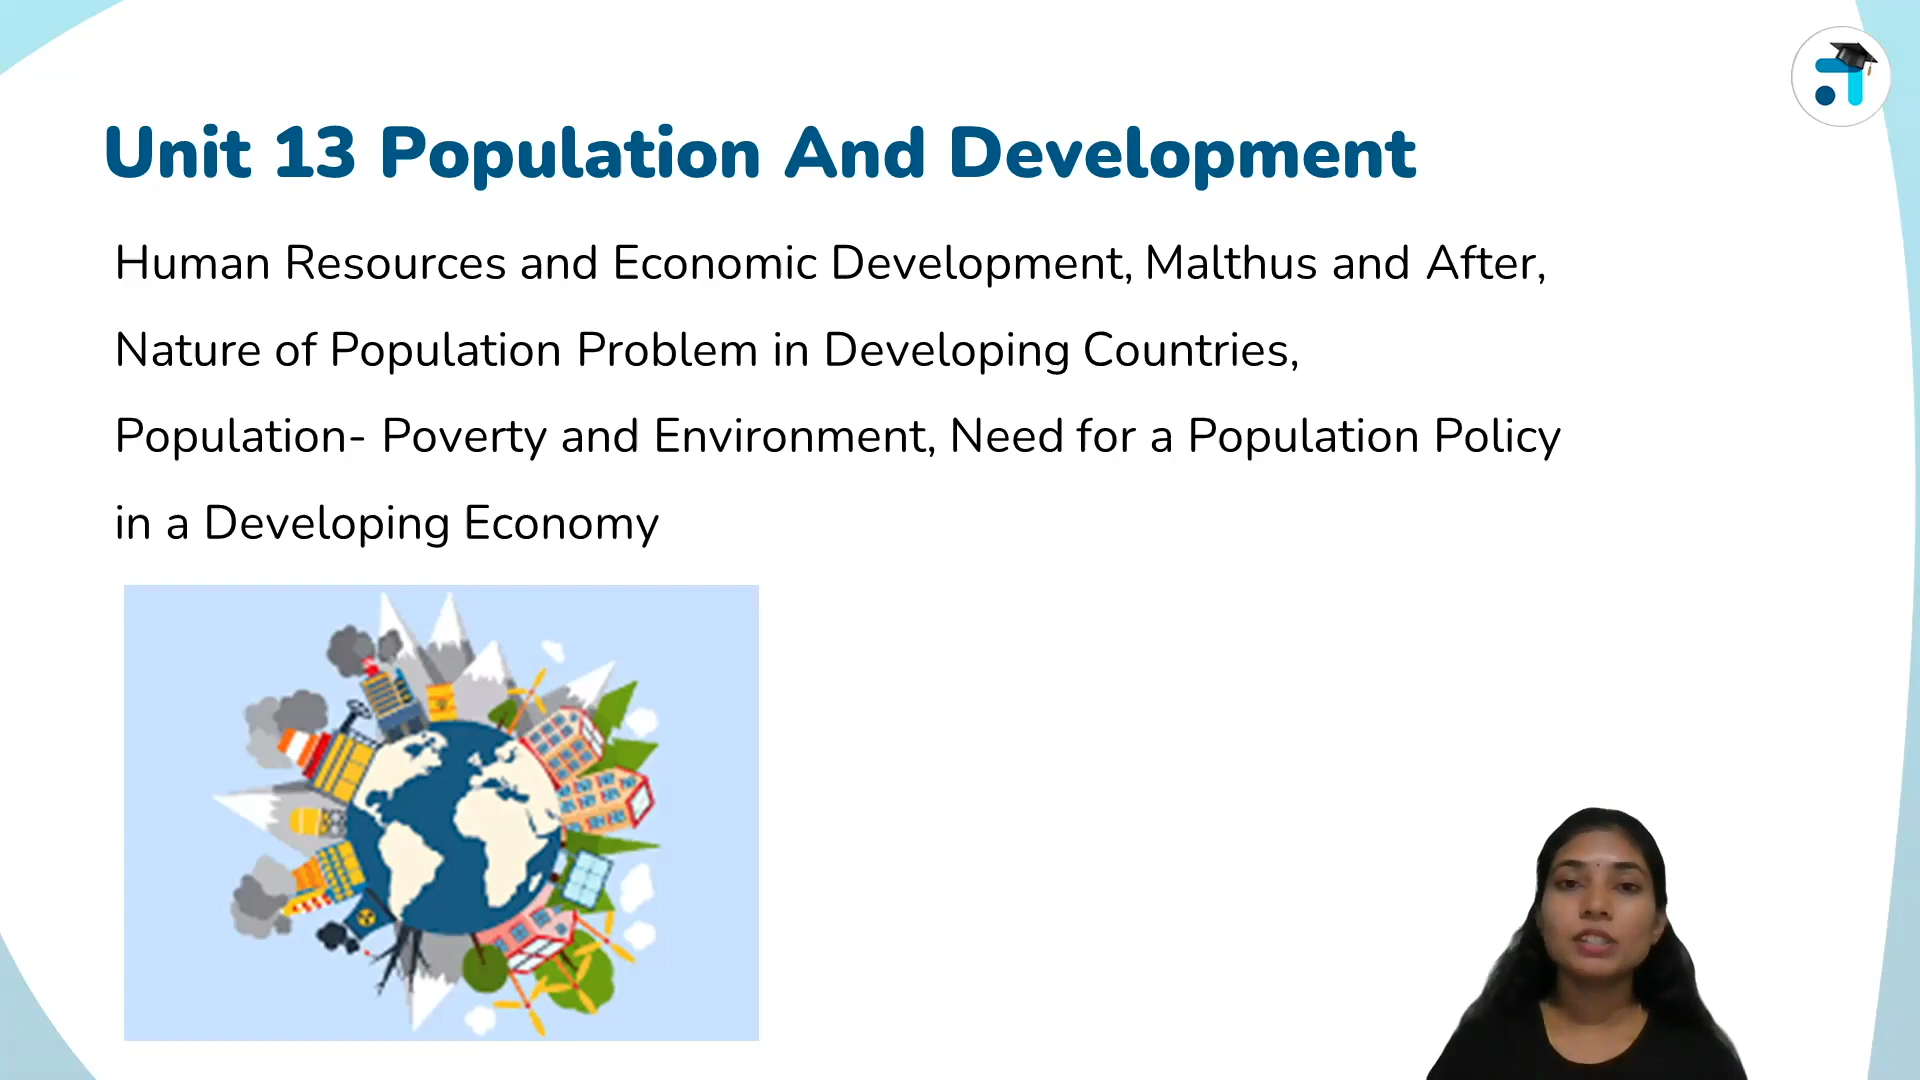 Unit 13 Population And Development
Human Resources and Economic Development, Malthus and After,
Nature of Population Problem in Developing Countries,
Population- Poverty and Environment, Need for a Population Policy
in a Developing Economy